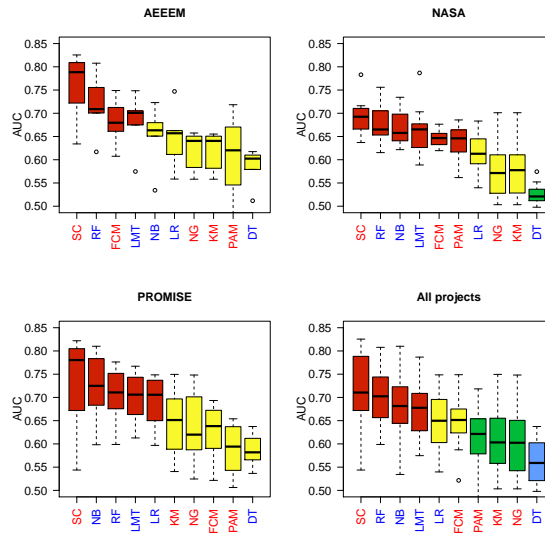 AEEEM
AUC
0.85
0.80
0.75
0.70
0.65
0.60
0.55
0.50
SC RF FCM LMT NB LR NG KM PAM DT
NASA
AUC
0.85
0.80
0.75
0.70
0.65
0.60
0.55
0.50
SC RF NB LMT FCM PAM LR NG KM DT
PROMISE
AUC
0.85
0.80
0.75
0.70
0.65
0.60
0.55
0.50
SC NB RF LMT LR KM NG FCM PAM DT
All projects
AUC
0.85
0.80
0.75
0.70
0.65
0.60
0.55
0.50
SC RF NB LMT LR FCM PAM KM NG DT